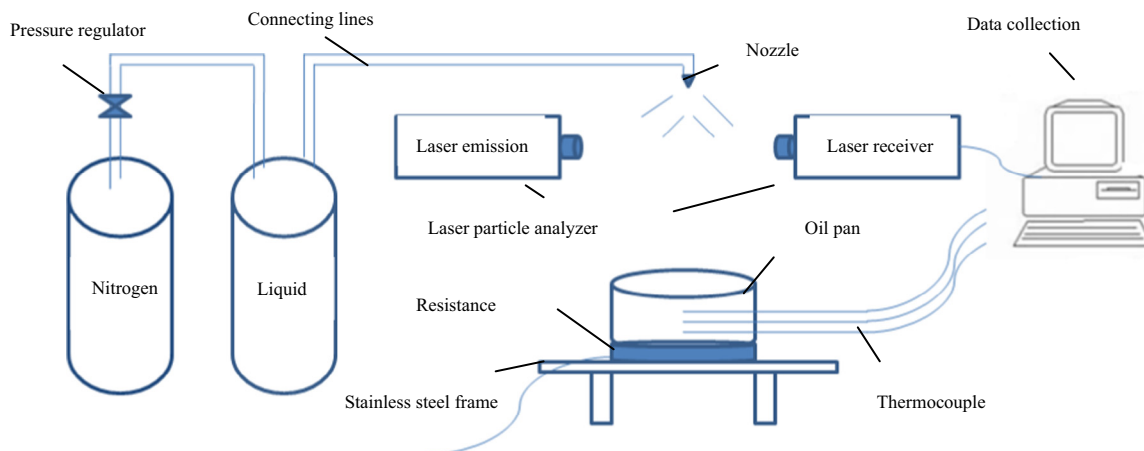 Connecting lines
Pressure regulator
Data collection
Nozzle
Laser emission
Laser receiver
Laser particle analyzer
Oil pan
Nitrogen
Liquid
Resistance
Stainless steel frame
Thermocouple